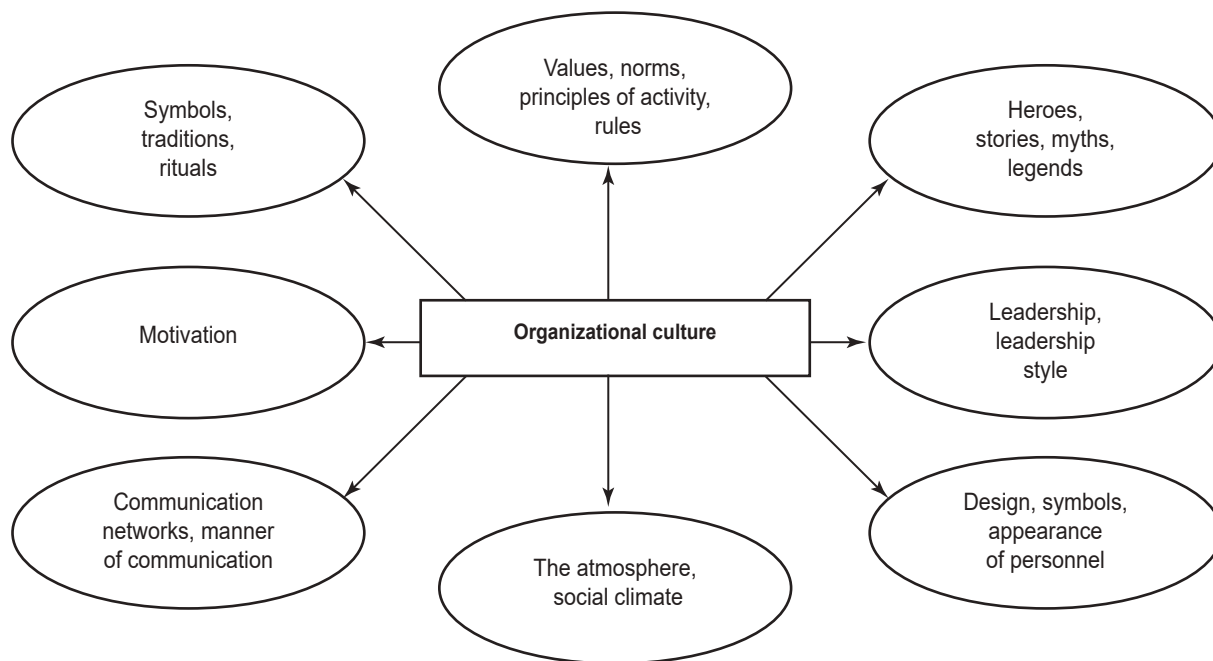 Symbols,
traditions,
rituals
Values, norms,
principles of activity,
rules
Heroes,
stories, myths,
legends
Motivation
Organizational culture
Leadership,
leadership
style
Communication
networks, manner
of communication
The atmosphere,
social climate
Design, symbols,
appearance
of personnel